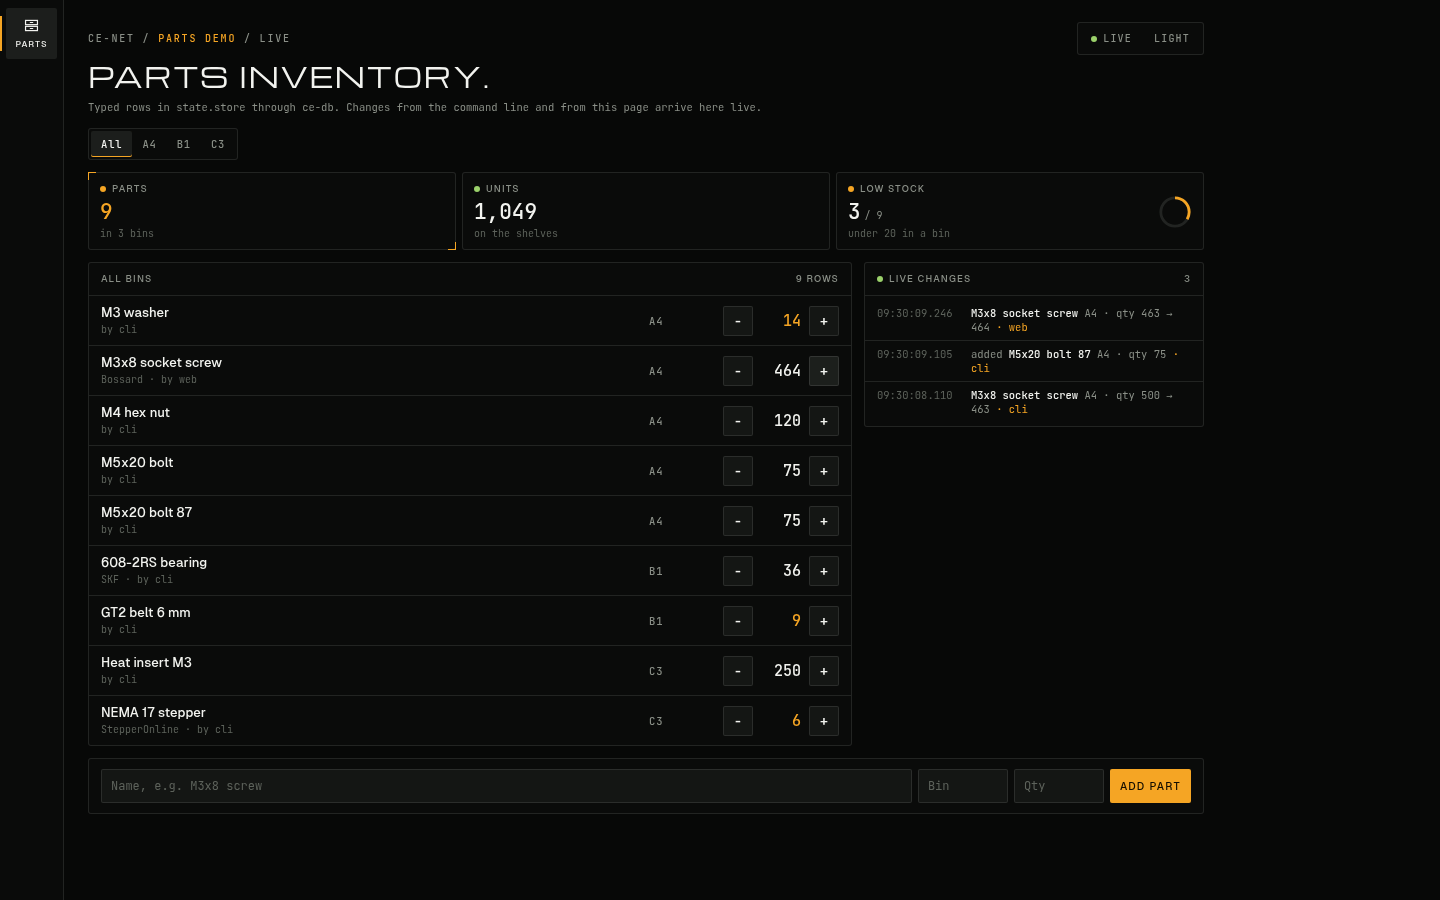 PARTS
CE-NET / PARTS DEMO / LIVE
LIVE LIGHT
PARTS INVENTORY.
Typed rows in state.store through ce-db. Changes from the command line and from this page arrive here live.
All A4 B1 C3
PARTS
9
in 3 bins
UNITS
1,049
on the shelves
LOW STOCK
3 / 9
under 20 in a bin
ALL BINS 9 ROWS
M3 washer
by cli
A4 - 14 +
M3x8 socket screw
Bossard · by web
A4 - 464 +
M4 hex nut
by cli
A4 - 120 +
M5x20 bolt
by cli
A4 - 75 +
M5x20 bolt 87
by cli
A4 - 75 +
608-2RS bearing
SKF · by cli
B1 - 36 +
GT2 belt 6 mm
by cli
B1 - 9 +
Heat insert M3
by cli
C3 - 250 +
NEMA 17 stepper
StepperOnline · by cli
C3 - 6 +
LIVE CHANGES 3
09:30:09.246 M3x8 socket screw A4 · qty 463 →
464 · web
09:30:09.105 added M5x20 bolt 87 A4 · qty 75 ·
cli
09:30:08.110 M3x8 socket screw A4 · qty 500 →
463 · cli
Name, e.g. M3x8 screw Bin Qty ADD PART